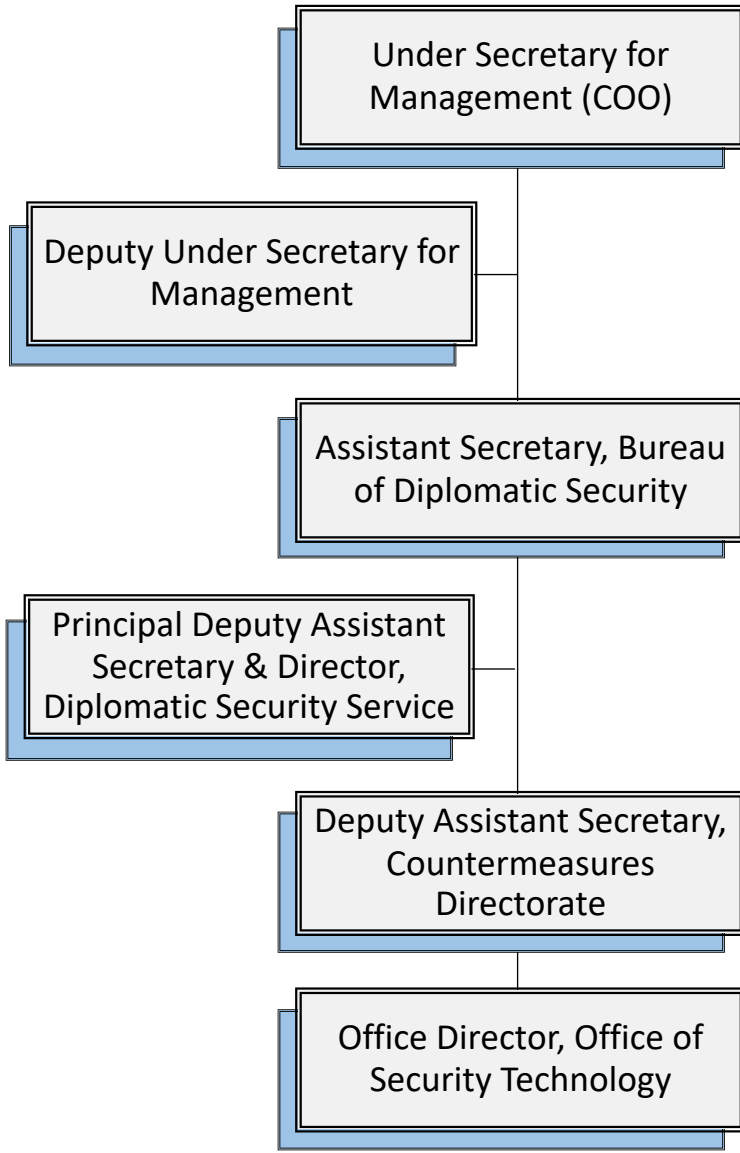 Under Secretary for
Management (COO)
Deputy Under Secretary for
Management
Assistant Secretary, Bureau
of Diplomatic Security
Principal Deputy Assistant
Secretary & Director,
Diplomatic Security Service
Deputy Assistant Secretary,
Countermeasures
Directorate
Office Director, Office of
Security Technology